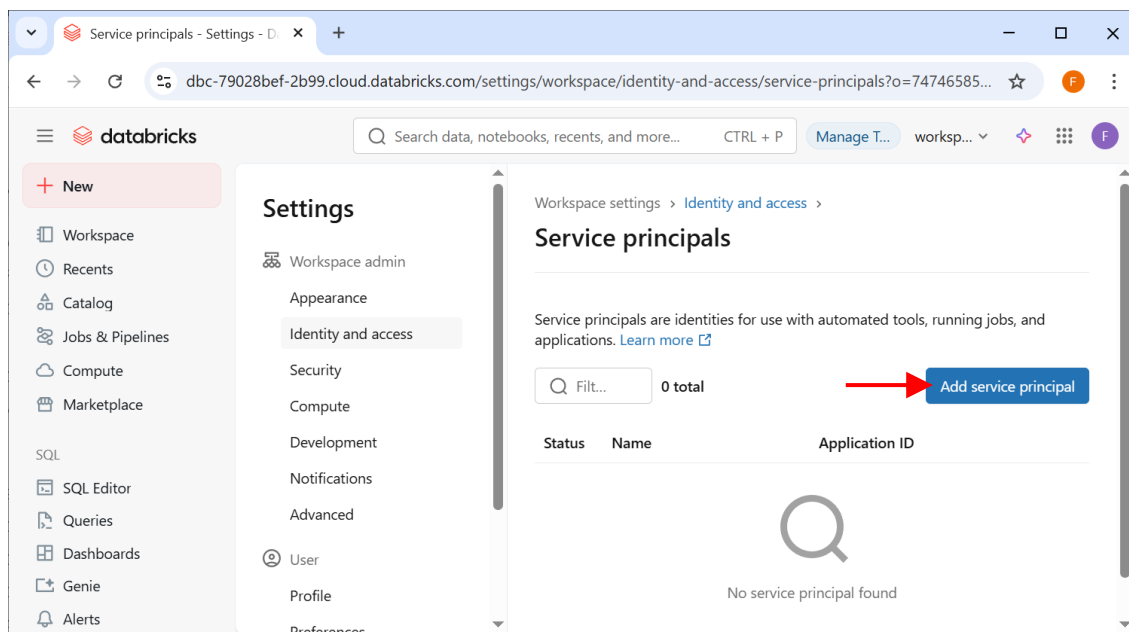 Service principals - Settings - D
dbc-79028bef-2b99.cloud.databricks.com/settings/workspace/identity-and-access/service-principals?o=74746585...
F
databricks
Search data, notebooks, recents, and more... CTRL + P
Manage T...
worksp...
F
New
Workspace
Recents
Catalog
Jobs & Pipelines
Compute
Marketplace
SQL
SQL Editor
Queries
Dashboards
Genie
Alerts
Settings
Workspace admin
Appearance
Identity and access
Security
Compute
Development
Notifications
Advanced
User
Profile
Preferences
Workspace settings > Identity and access >
Service principals
Service principals are identities for use with automated tools, running jobs, and
applications. Learn more
Filt...
0 total
Add service principal
Status Name Application ID
No service principal found